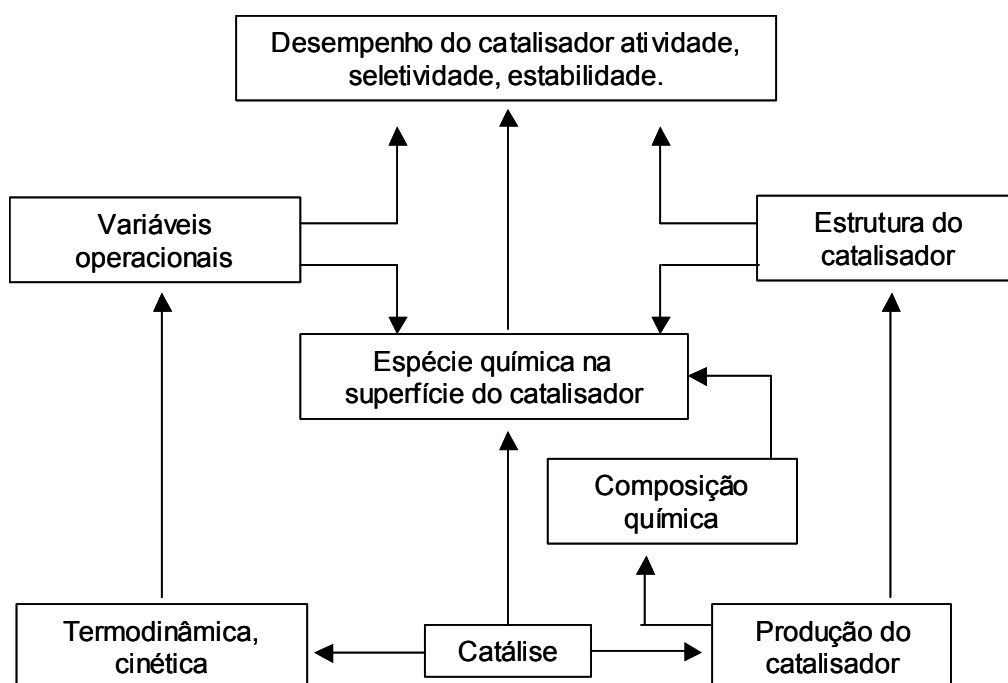 Desempenho do catalisador atividade,
seletividade, estabilidade.
Variáveis
operacionais
Estrutura do
catalisador
Espécie química na
superfície do catalisador
Composição
química
Termodinâmica,
cinética
Catálise
Produção do
catalisador